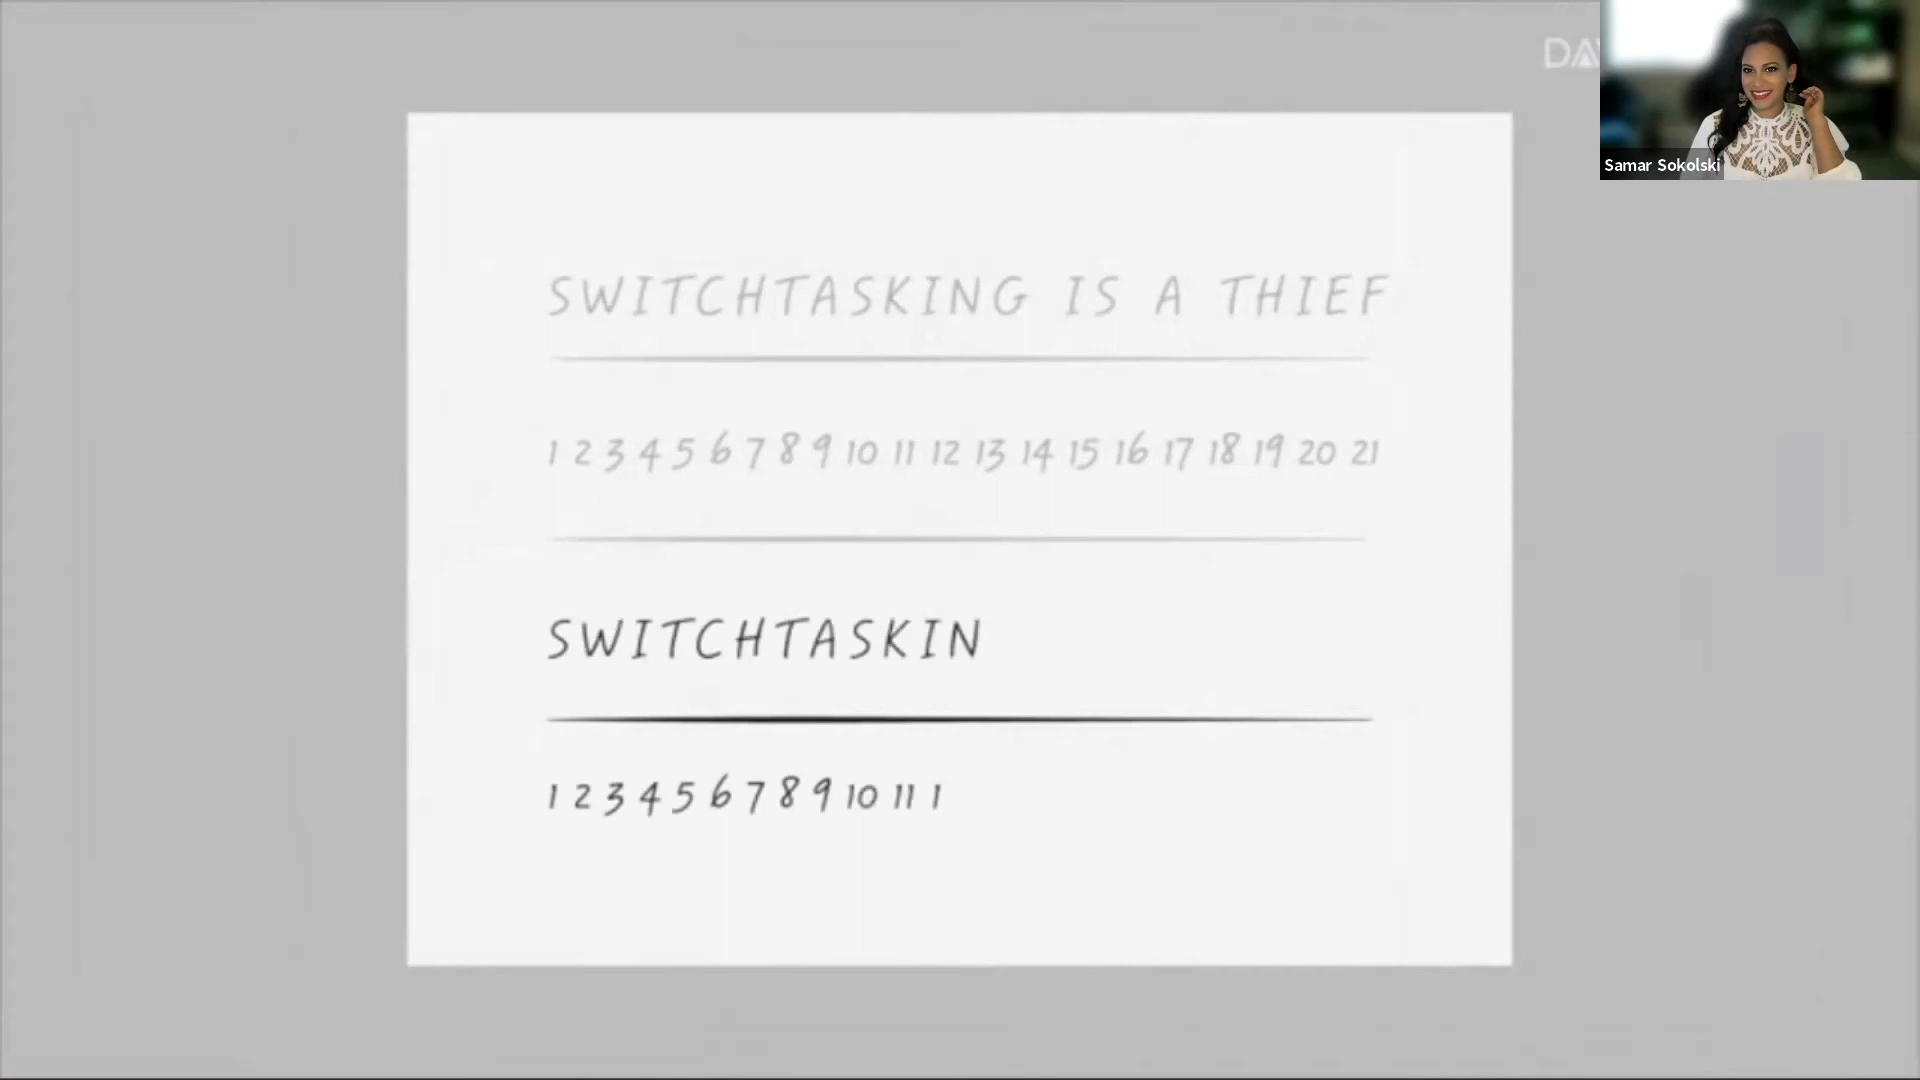 SWITCHTASKING IS A THIEF
1 2 3 4 5 6 7 8 9 10 11 12 13 14 15 16 17 18 19 20 21
SWITCHTASKIN
1 2 3 4 5 6 7 8 9 10 11 1
Samar Sokolski